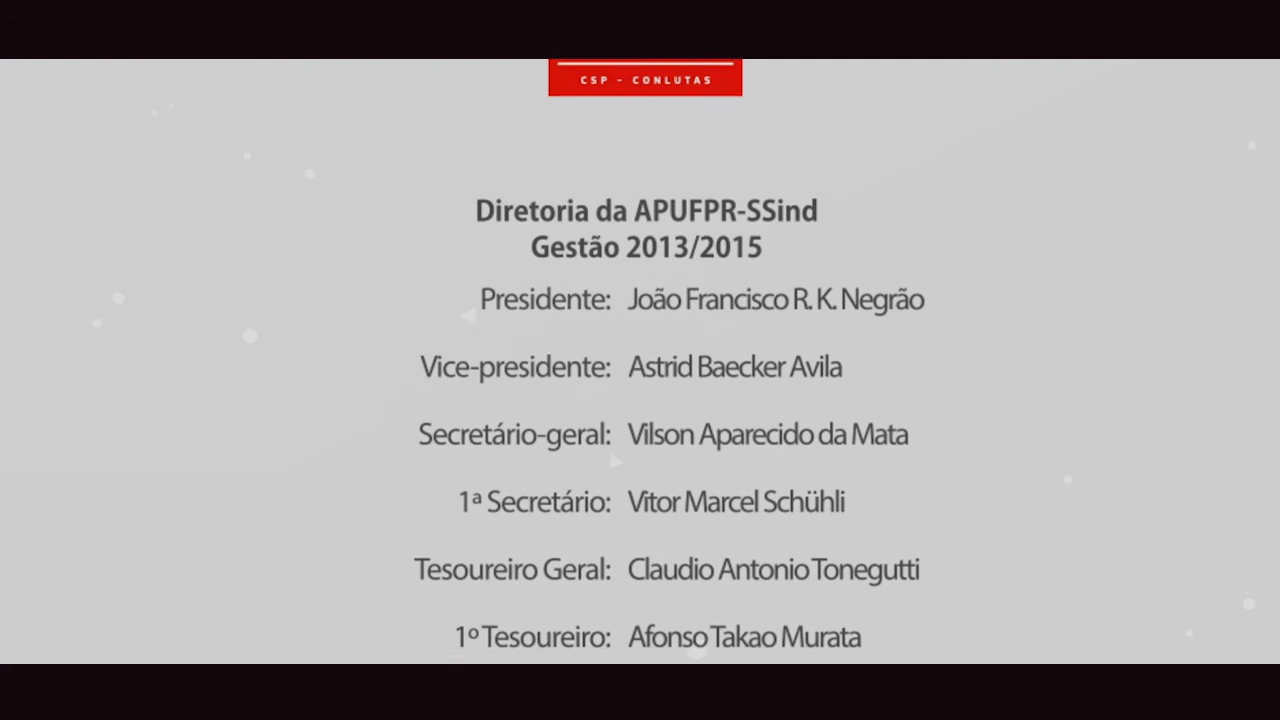 CSP - CONLUTAS
Diretoria da APUFPR-SSind
Gestão 2013/2015
Presidente: João Francisco R. K. Negrão
Vice-presidente: Astrid Baecker Avila
Secretário-geral: Vilson Aparecido da Mata
1ª Secretário: Vitor Marcel Schühli
Tesoureiro Geral: Claudio Antonio Tonegutti
1º Tesoureiro: Afonso Takao Murata